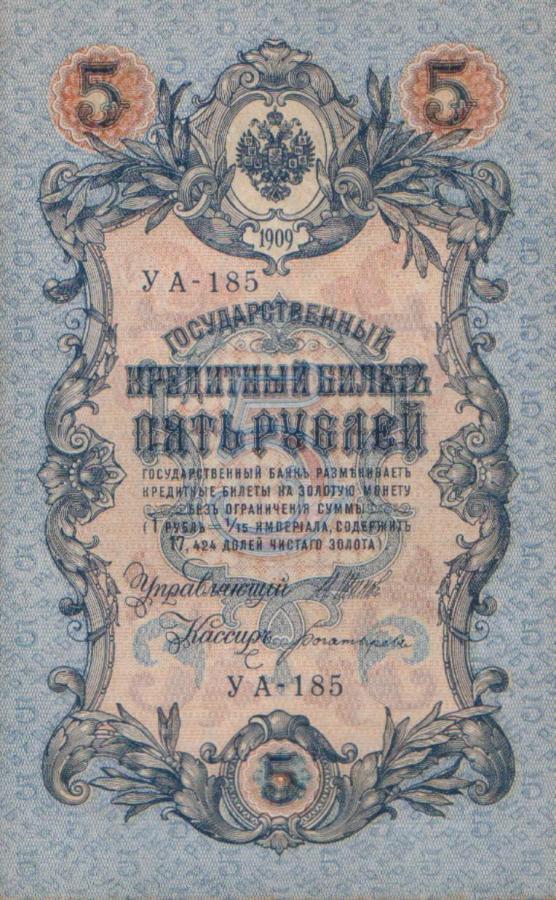 5 5
1909
УА-185
ГОСУДАРСТВЕННЫЙ
КРЕДИТНЫЙ БИЛЕТЪ
ПЯТЬ РУБЛЕЙ
ГОСУДАРСТВЕННЫЙ БАНКЪ РАЗМѢНИВАЕТЪ
КРЕДИТНЫЕ БИЛЕТЫ НА ЗОЛОТУЮ МОНЕТУ
БЕЗЪ ОГРАНИЧЕНІЯ СУММЫ
(1 РУБЛЬ = 1/15 ИМПЕРІАЛА, СОДЕРЖИТЪ
17,424 ДОЛЕЙ ЧИСТАГО ЗОЛОТА).
Управляющій
Кассиръ Богатыревъ
УА-185
5